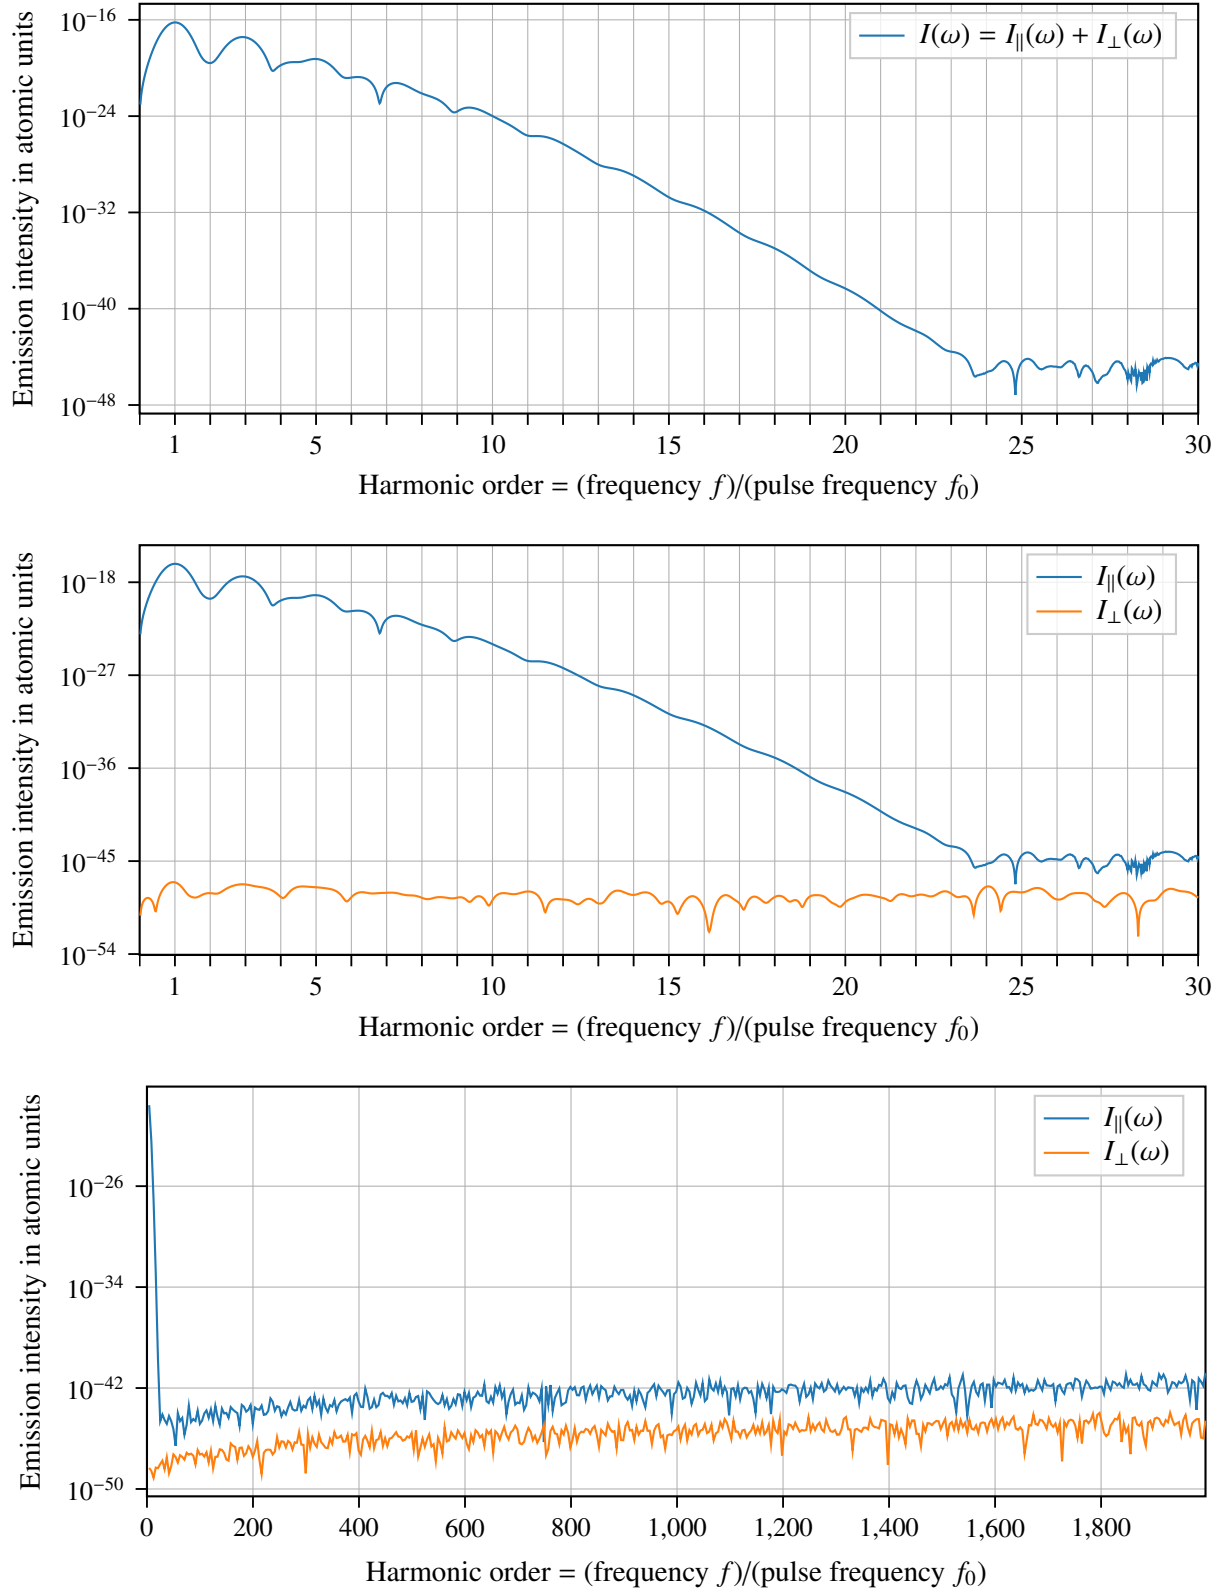 Emission intensity in atomic units
10⁻¹⁶
10⁻²⁴
10⁻³²
10⁻⁴⁰
10⁻⁴⁸
I(ω) = I∥(ω) + I⊥(ω)
1 5 10 15 20 25 30
Harmonic order = (frequency f)/(pulse frequency f₀)
Emission intensity in atomic units
10⁻¹⁸
10⁻²⁷
10⁻³⁶
10⁻⁴⁵
10⁻⁵⁴
I∥(ω)
I⊥(ω)
1 5 10 15 20 25 30
Harmonic order = (frequency f)/(pulse frequency f₀)
Emission intensity in atomic units
10⁻²⁶
10⁻³⁴
10⁻⁴²
10⁻⁵⁰
I∥(ω)
I⊥(ω)
0 200 400 600 800 1,000 1,200 1,400 1,600 1,800
Harmonic order = (frequency f)/(pulse frequency f₀)